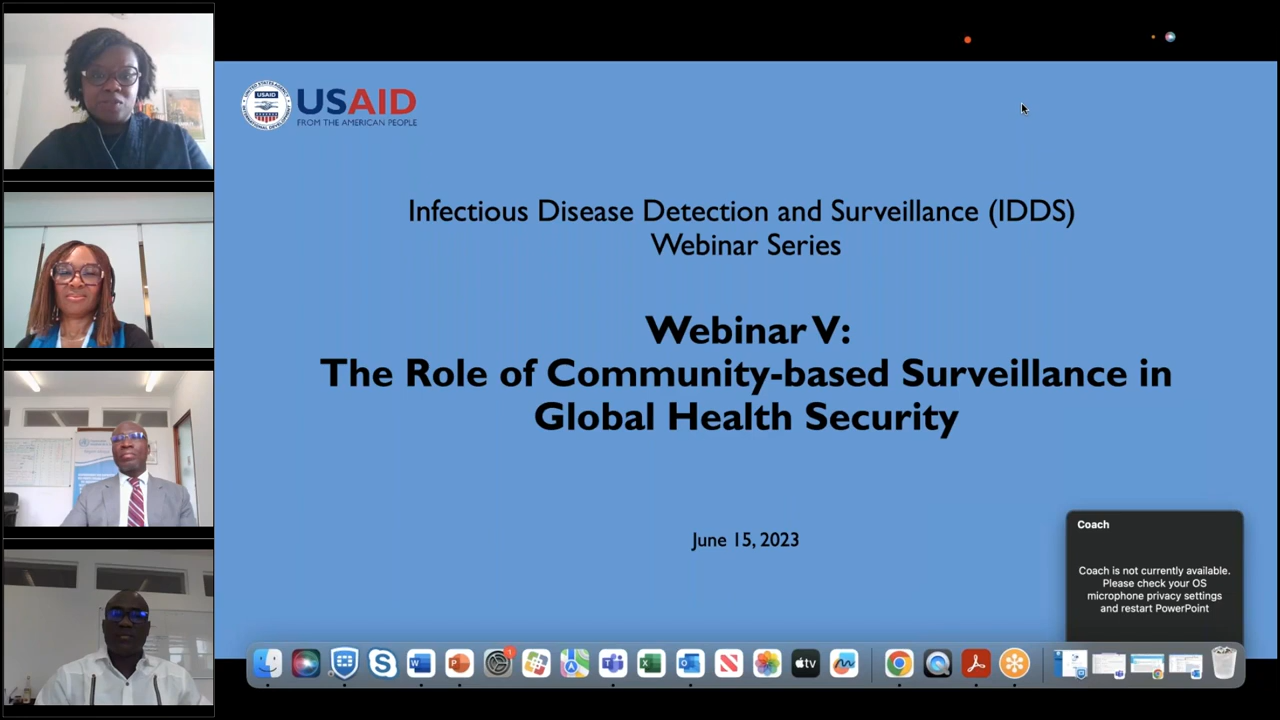 USAID
FROM THE AMERICAN PEOPLE
Infectious Disease Detection and Surveillance (IDDS)
Webinar Series
Webinar V:
The Role of Community-based Surveillance in
Global Health Security
June 15, 2023
Coach
Coach is not currently available.
Please check your OS
microphone privacy settings
and restart PowerPoint
1
tv